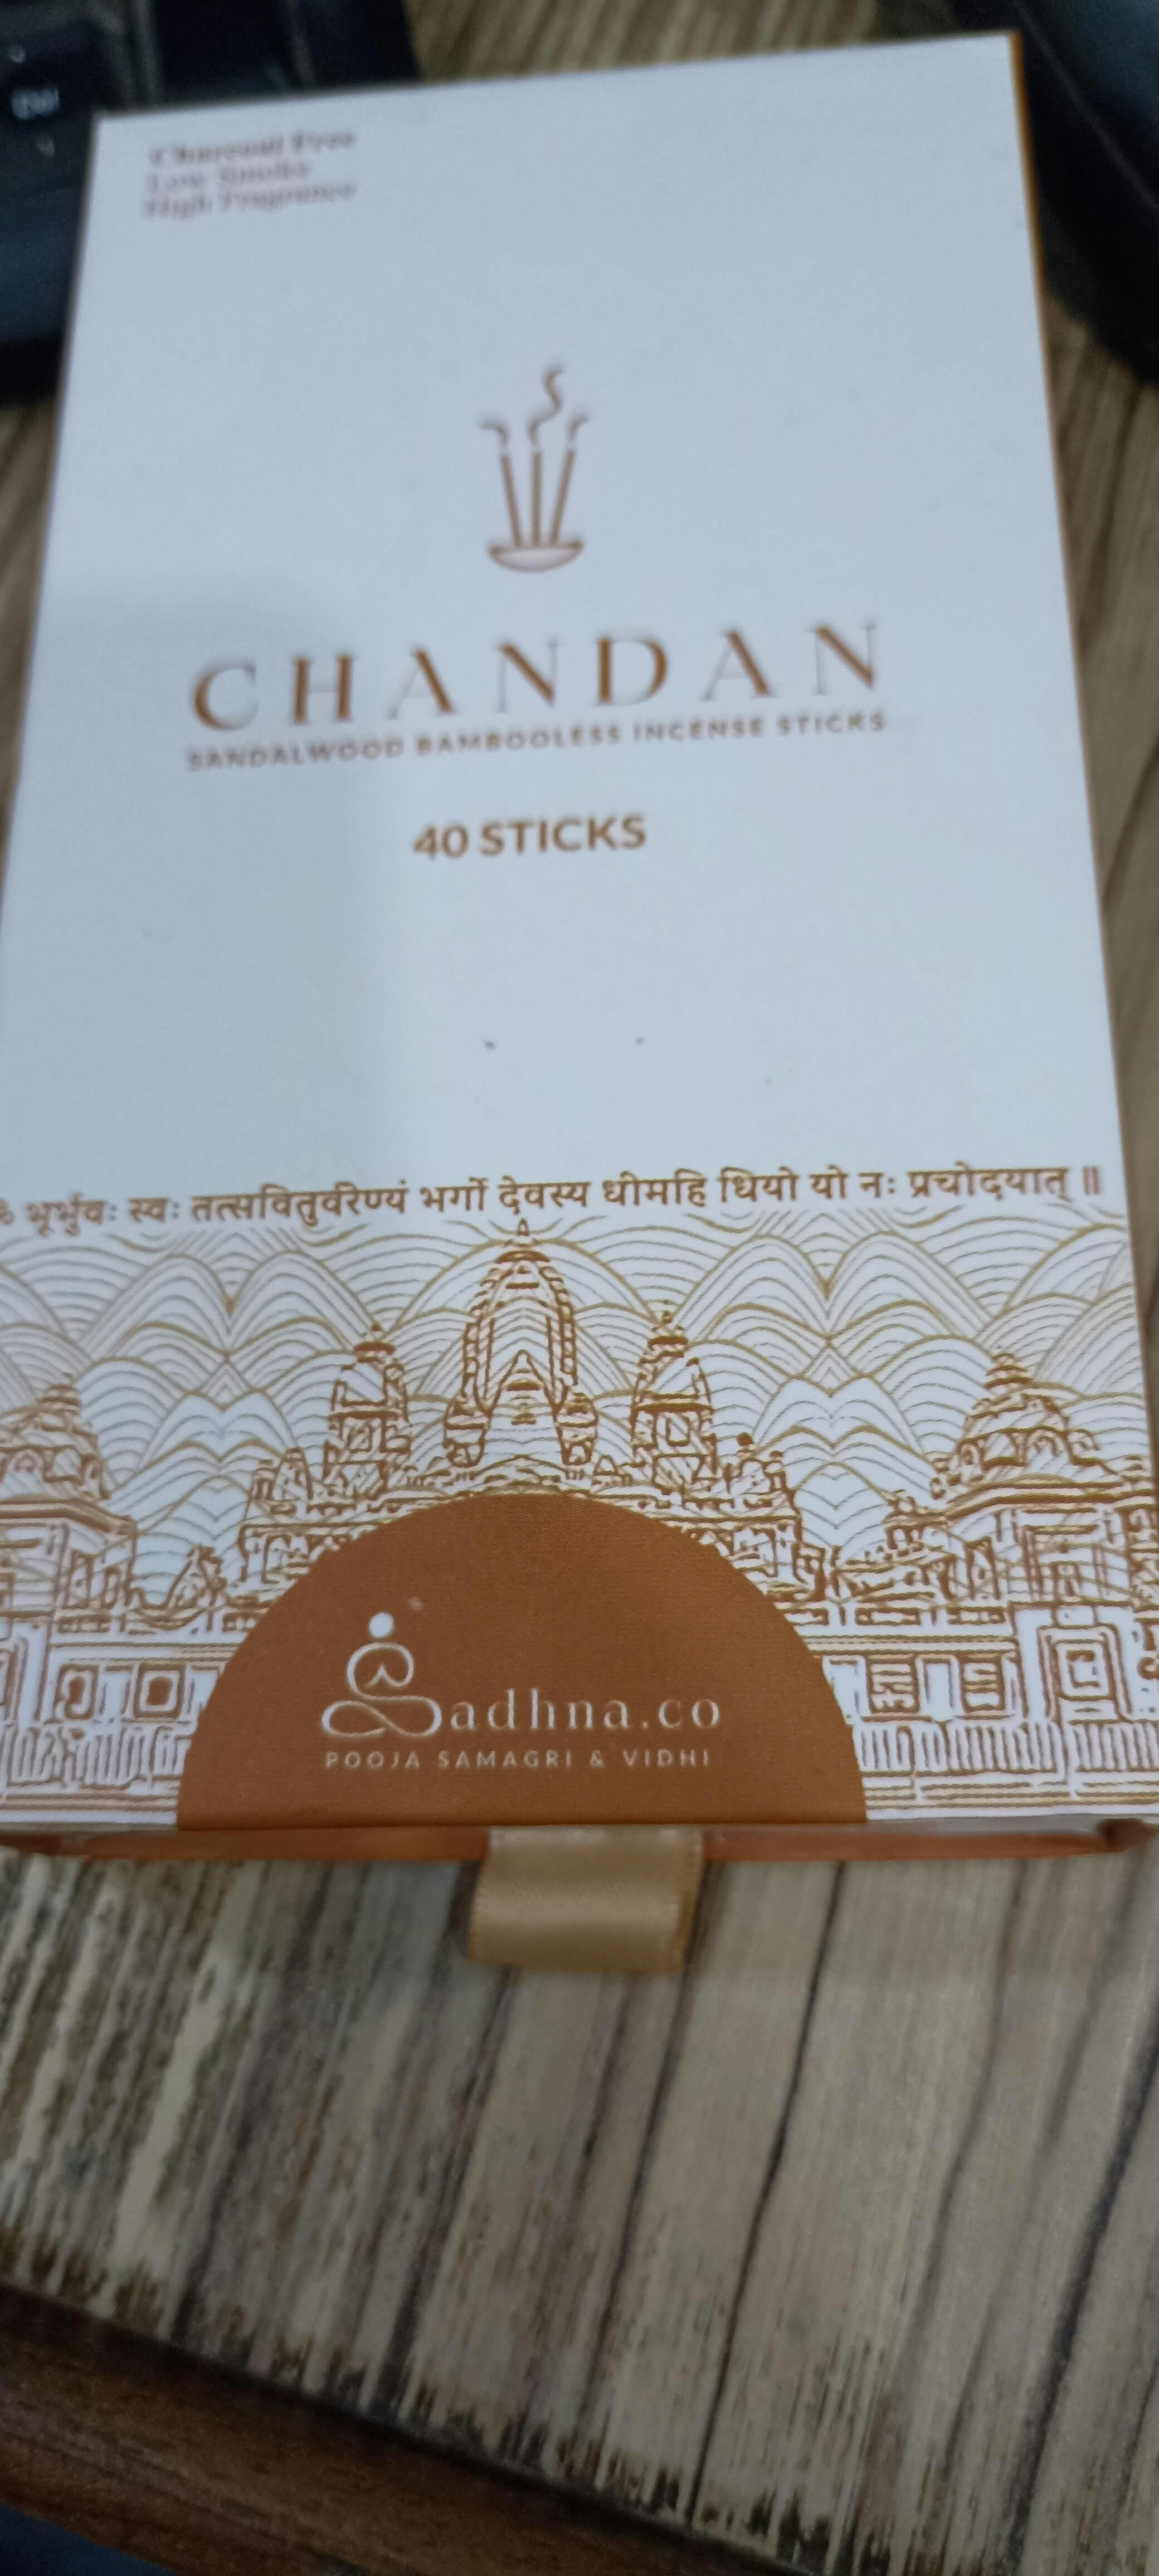 Charcoal Free
Low Smoke
High Fragrance
CHANDAN
SANDALWOOD BAMBOOLESS INCENSE STICKS
40 STICKS
ॐ भूर्भुवः स्वः तत्सवितुर्वरेण्यं भर्गो देवस्य धीमहि धियो यो नः प्रचोदयात् ॥
Sadhna.co
POOJA SAMAGRI & VIDHI